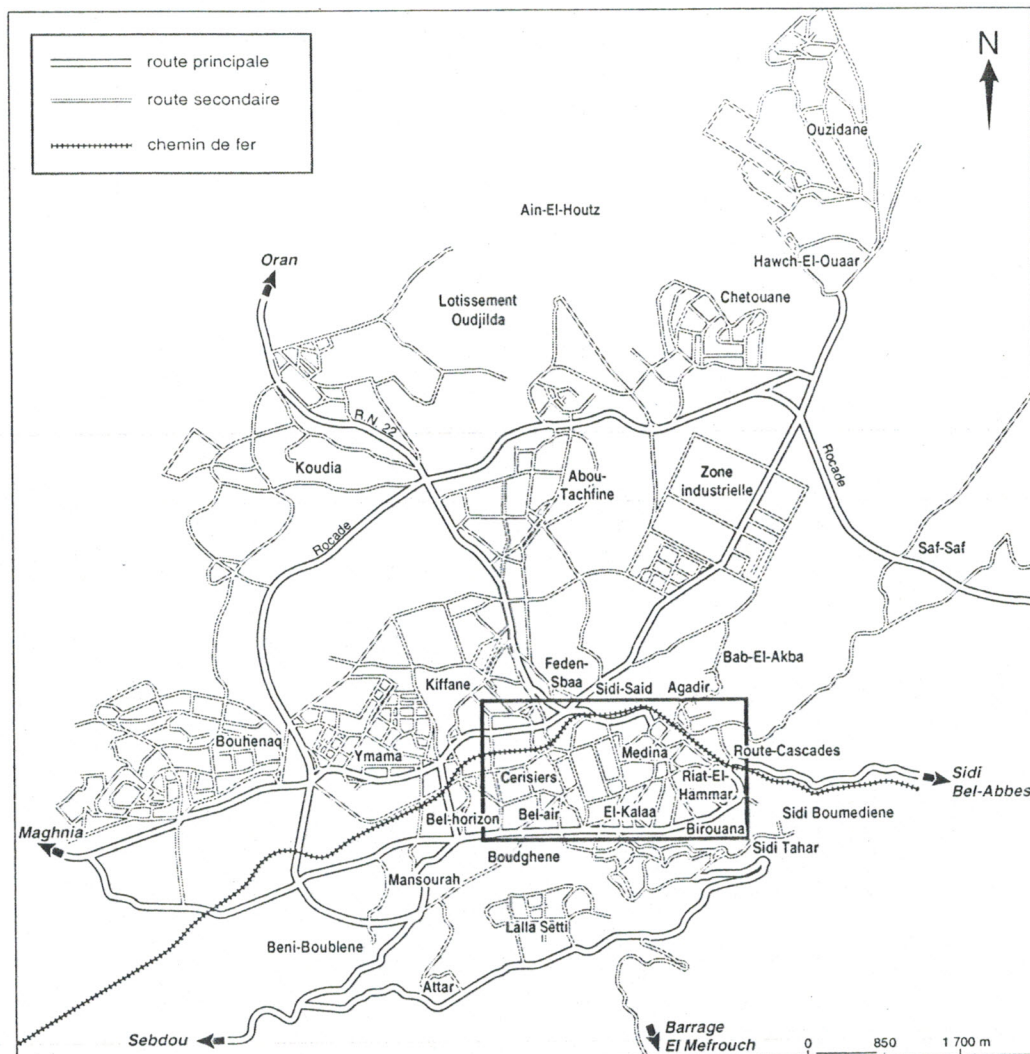 route principale
route secondaire
chemin de fer
N
Ouzidane
Ain-El-Houtz
Oran
Hawch-El-Ouaar
Lotissement
Oudjilda
Chetouane
R.N. 22
Koudia
Abou-
Tachfine
Zone
industrielle
Rocade
Rocade
Saf-Saf
Feden-
Sbaa
Bab-El-Akba
Kiffane
Sidi-Said
Agadir
Bouhenaq
Ymama
Medina
Route-Cascades
Cerisiers
Riat-El-
Hammar
Sidi
Bel-Abbes
Bel-horizon
Bel-air
El-Kalaa
Birouana
Sidi Boumediene
Maghnia
Boudghene
Sidi Tahar
Mansourah
Lalla Setti
Beni-Boublene
Attar
Sebdou
Barrage
El Mefrouch
0 850 1 700 m